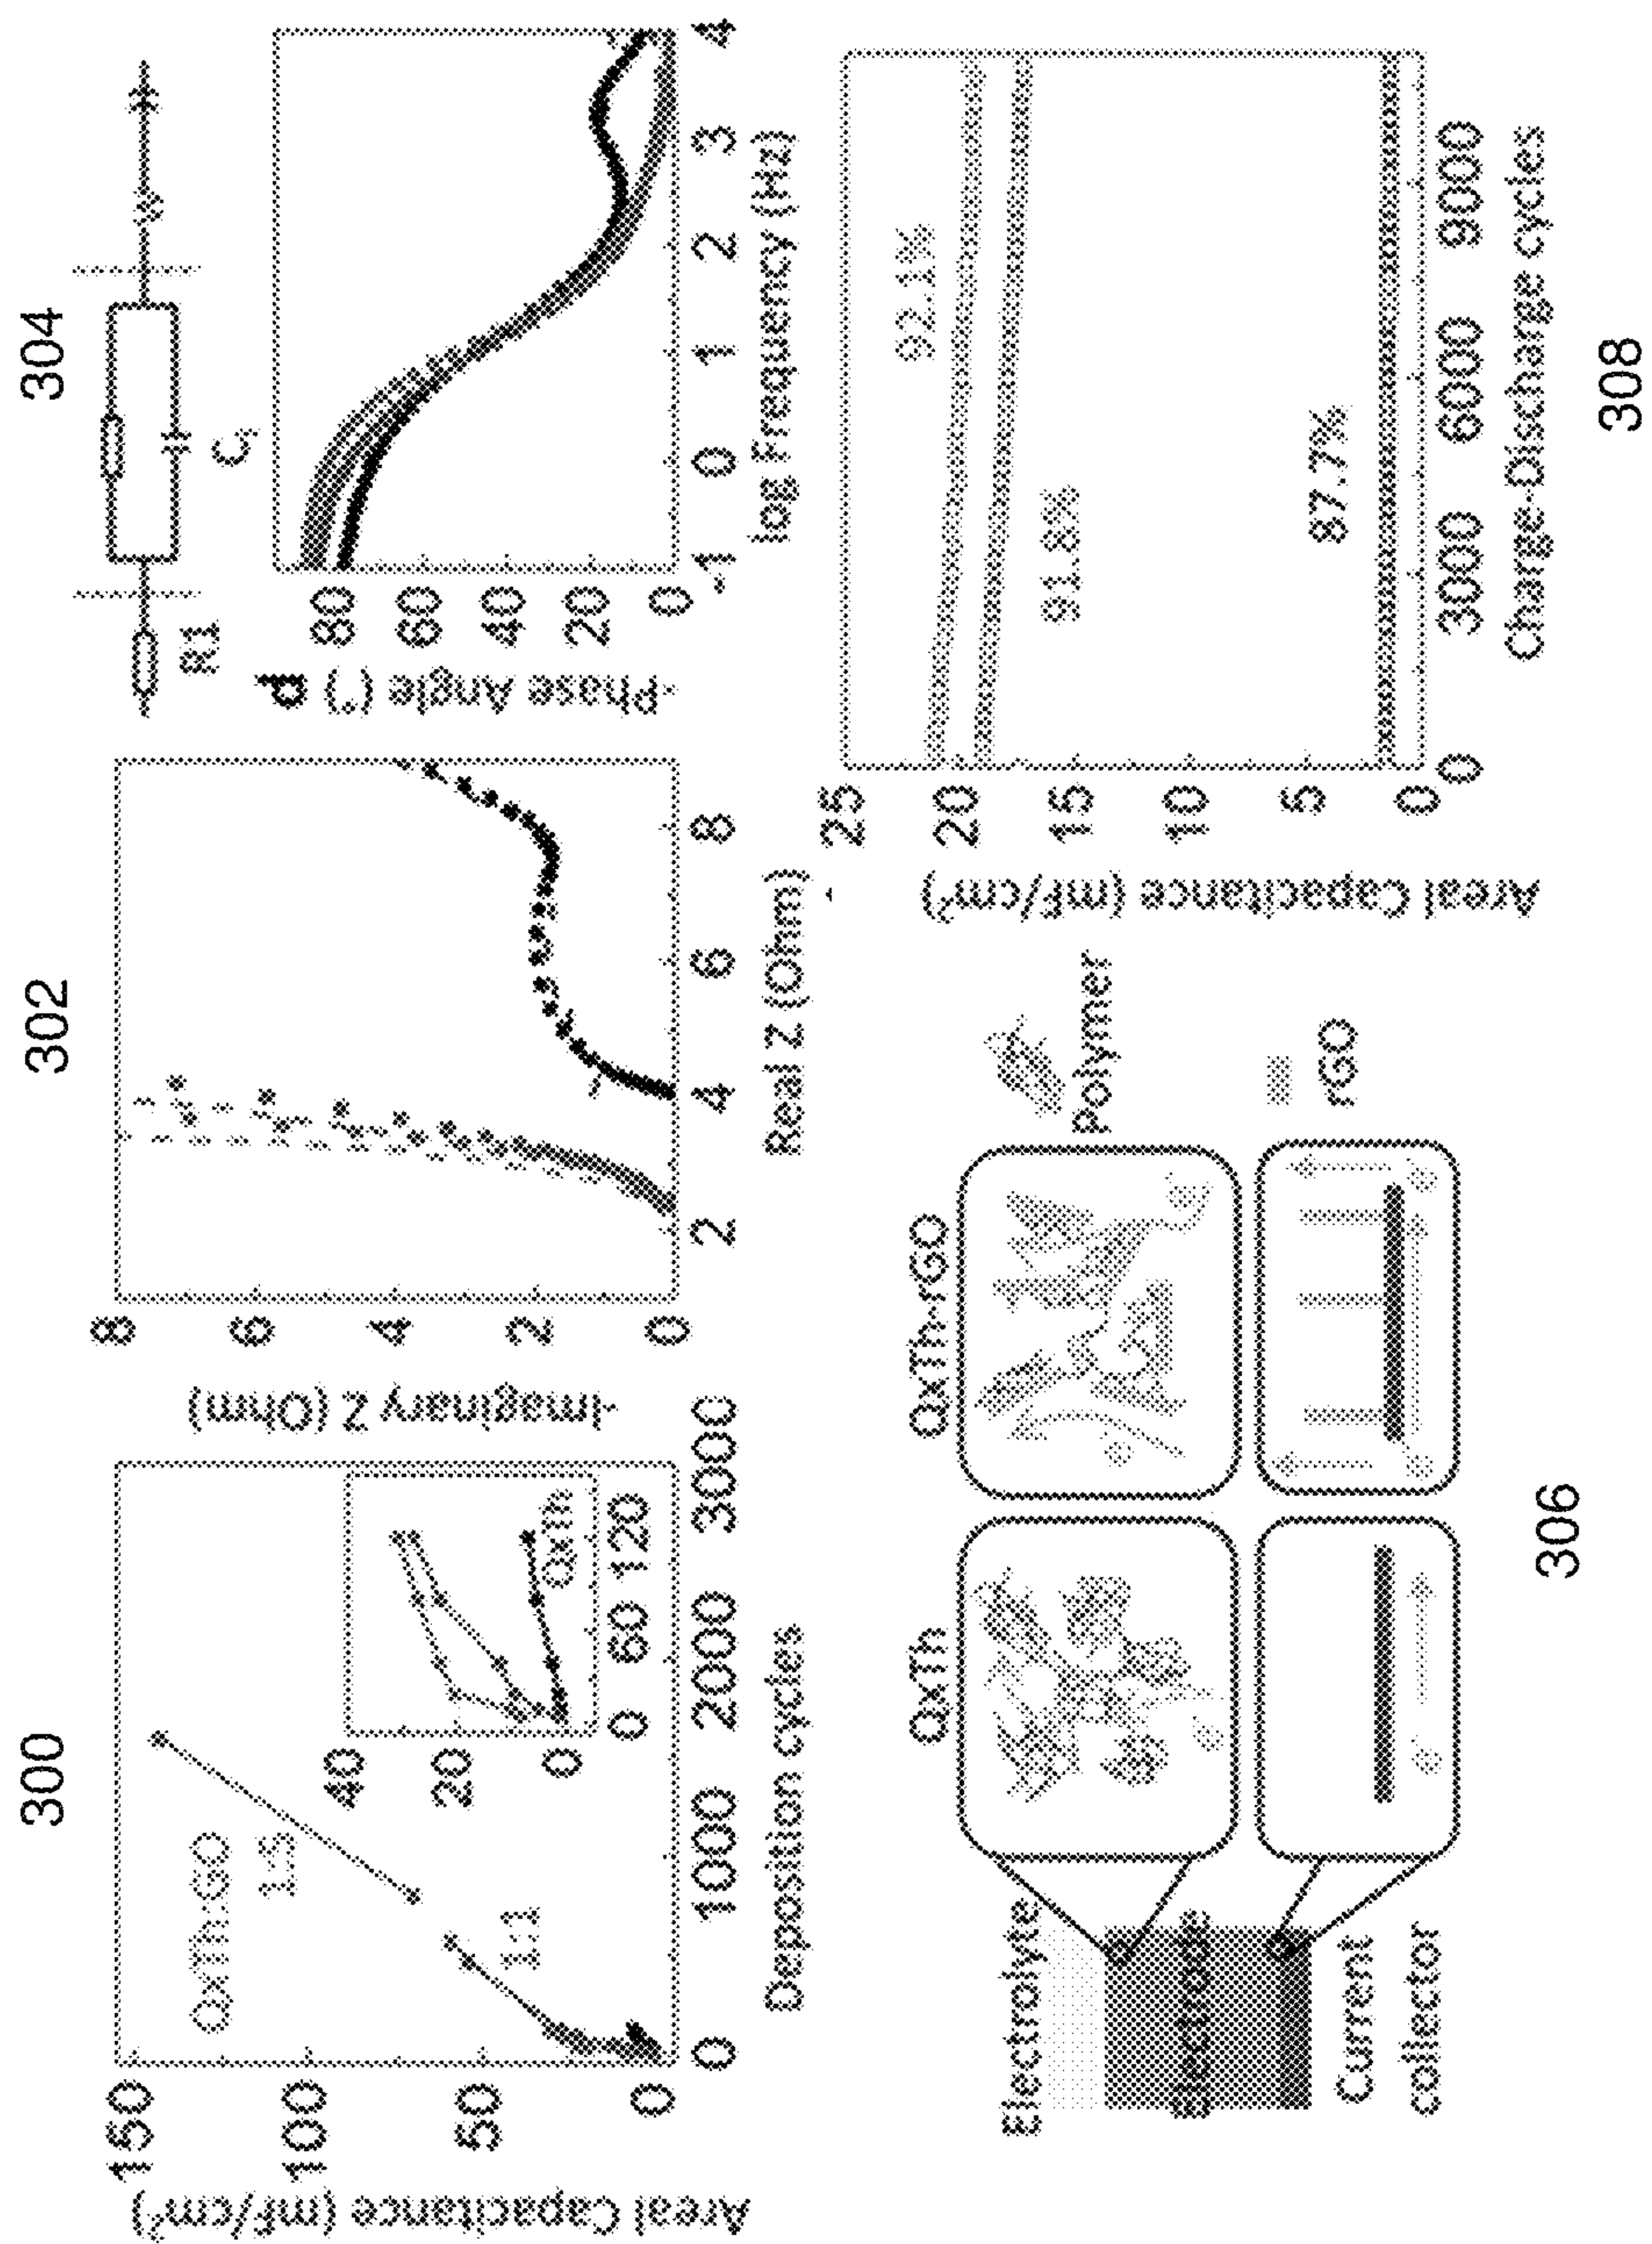 300
150
100
50
0
Areal Capacitance (mF/cm²)
QxTh:GO
1:5
1:1
40
20
0
0 60 120
QxTh
0 1000 2000 3000
Deposition cycles
302
8
6
4
2
0
-Imaginary Z (Ohm)
2 4 6 8
Real Z (Ohm)
304
R1
d
80
60
40
20
0
-Phase Angle (°)
-1 0 1 2 3 4
log Frequency (Hz)
Electrolyte
Electrode
Current
collector
QxTh
QxTh-rGO
Polymer
rGO
306
25
20
15
10
5
0
Areal Capacitance (mF/cm²)
92.1%
91.8%
87.7%
0 3000 6000 9000
Charge-Discharge cycles
308